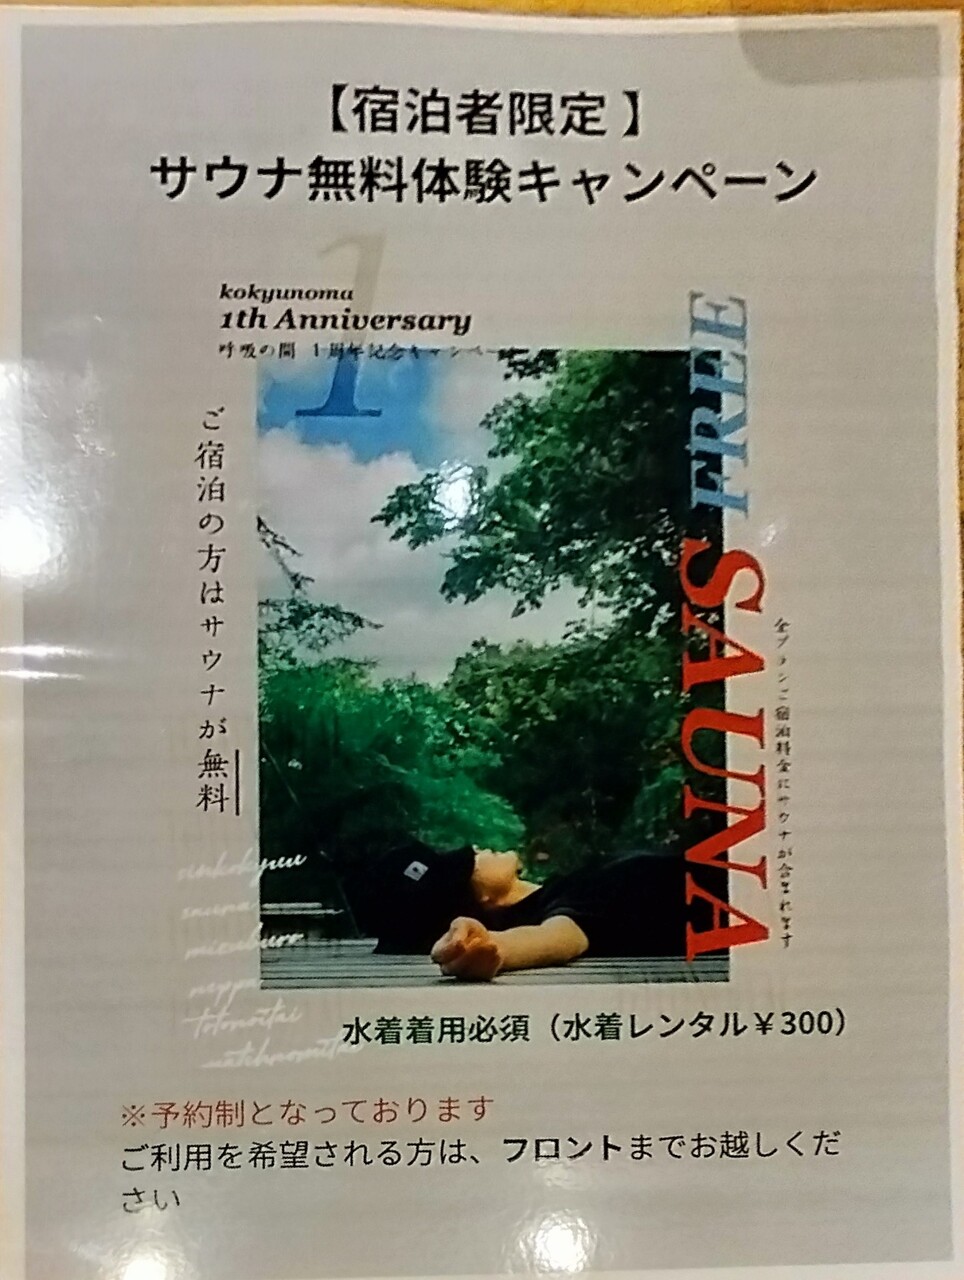 【宿泊者限定】
サウナ無料体験キャンペーン
1
kokyunoma
1th Anniversary
呼吸の間 1周年記念キャンペー
FREE SAUNA
ご宿泊の方はサウナが無料
全プランご宿泊料金にサウナが含まれます
sauna
mizuburo
neppa
totonoitai
水着着用必須（水着レンタル￥300）
※予約制となっております
ご利用を希望される方は、フロントまでお越しくだ
さい